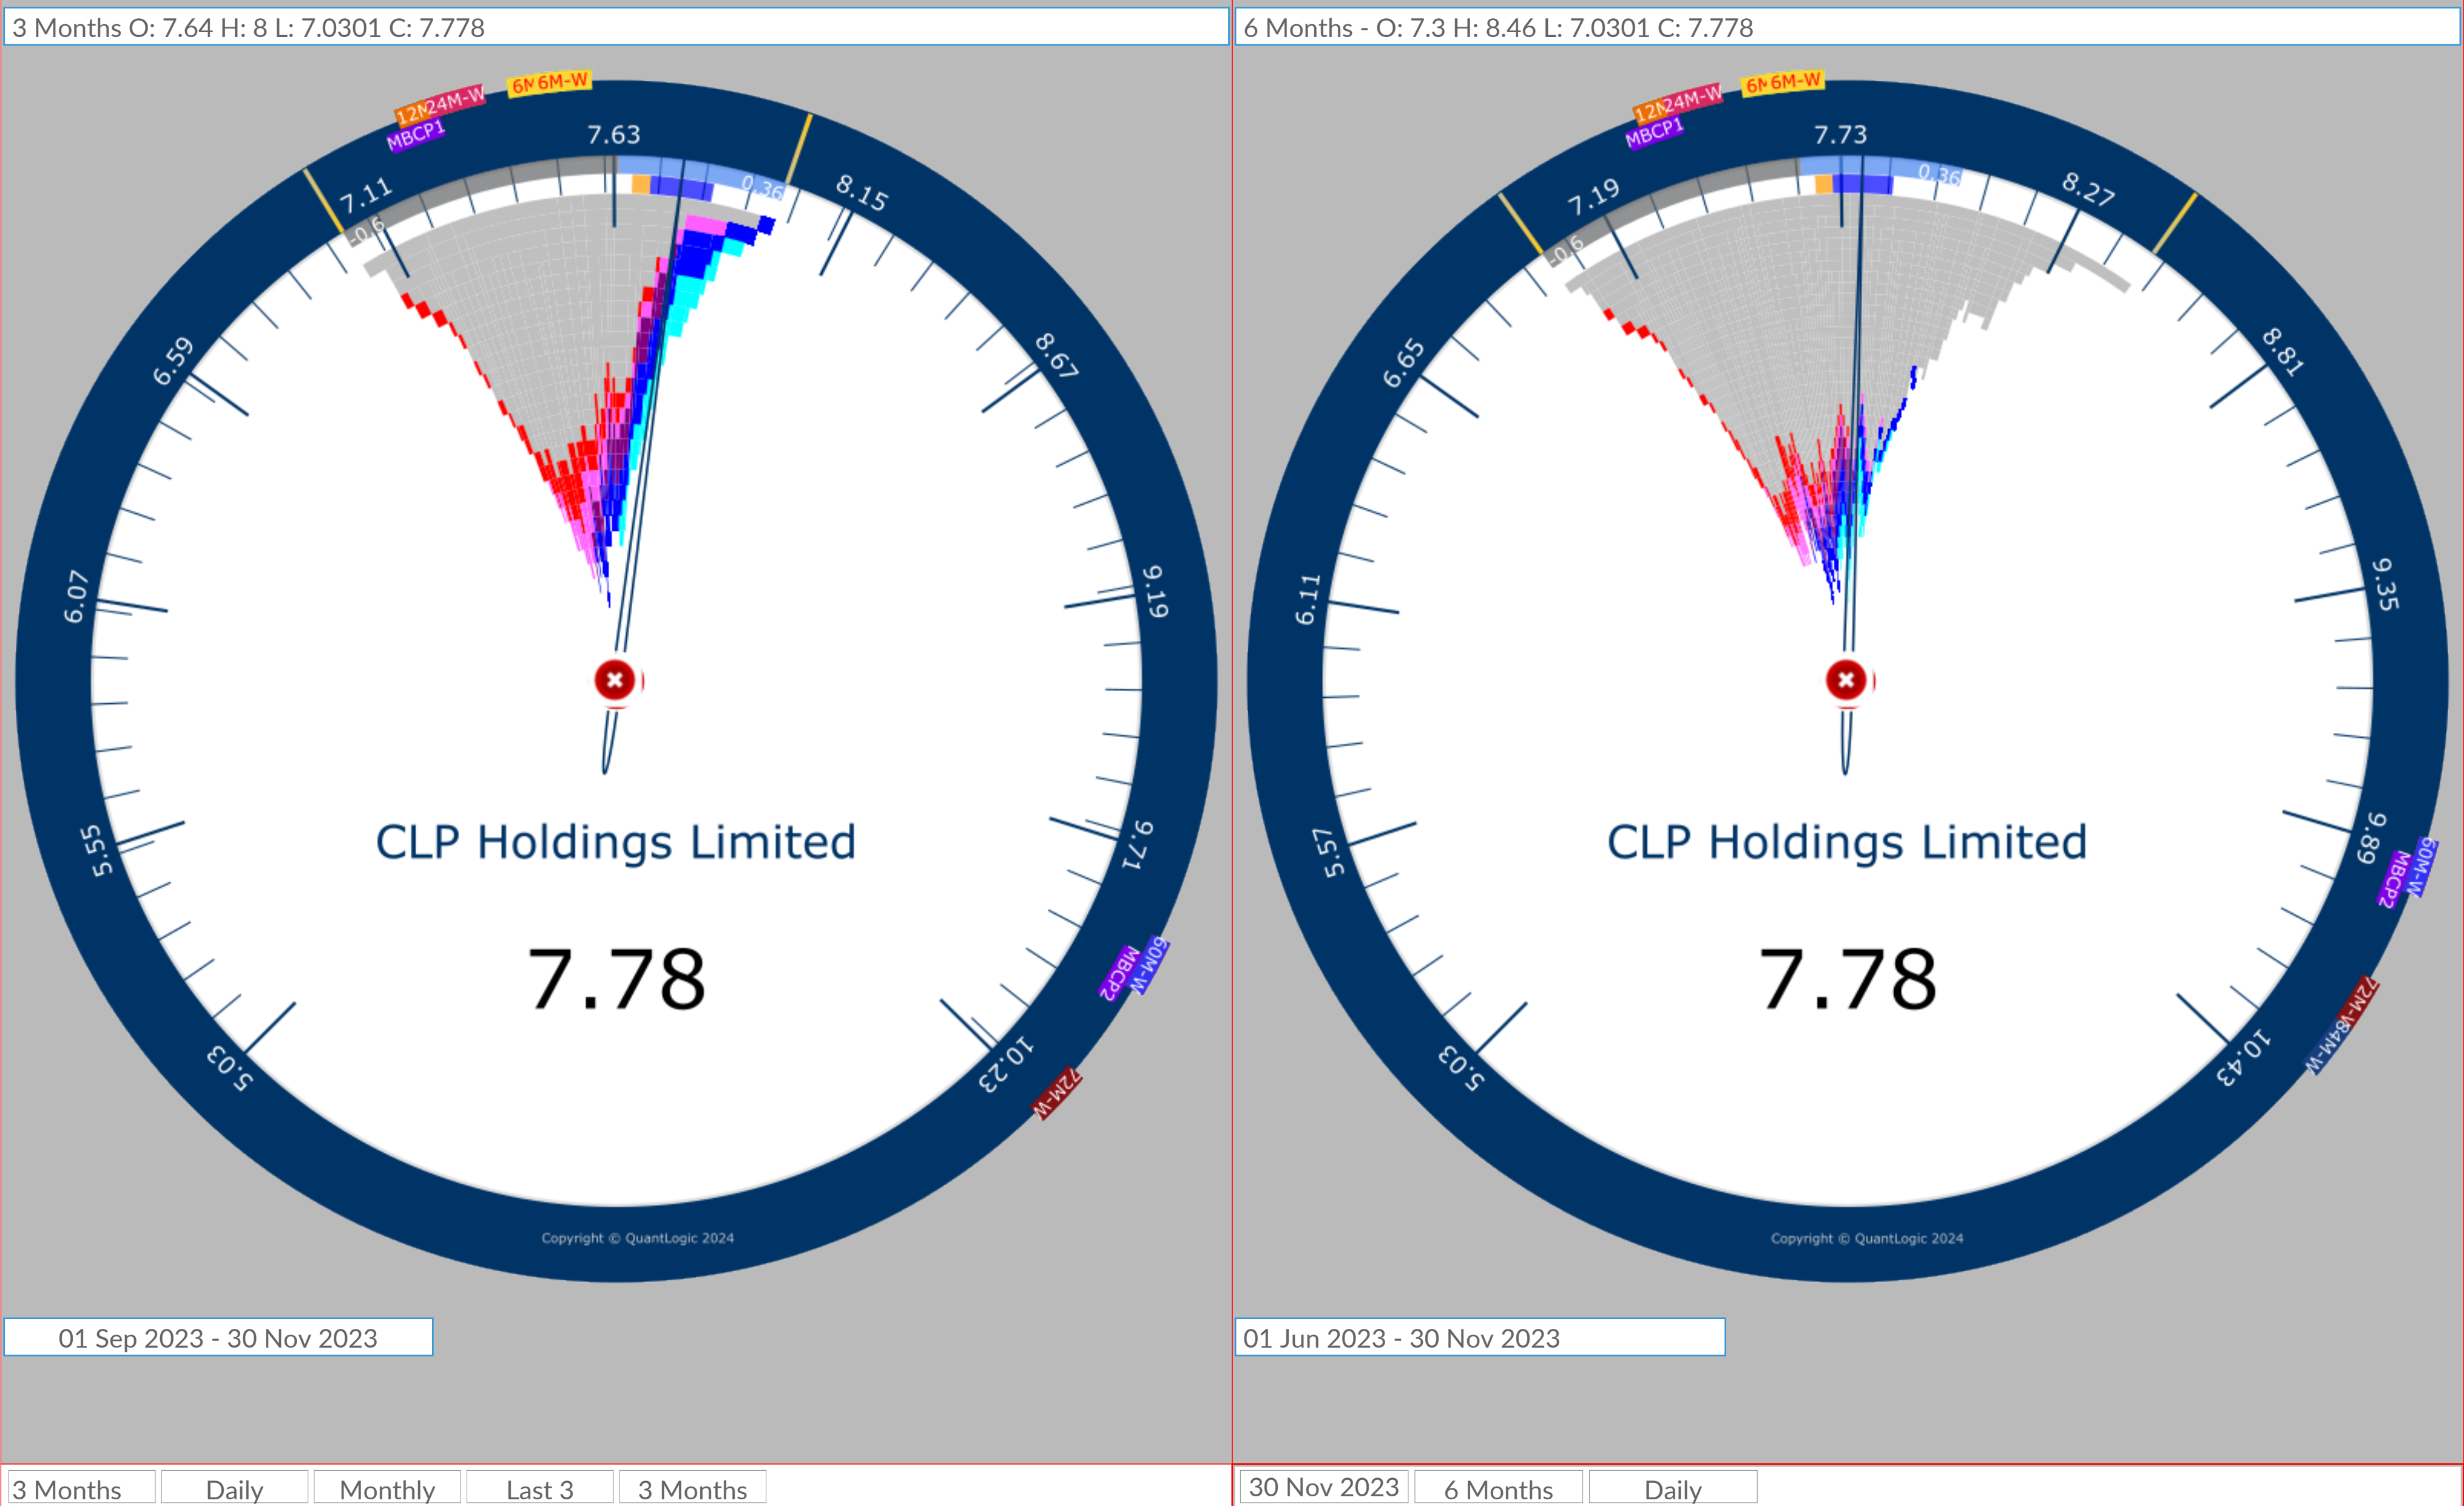 3 Months O: 7.64 H: 8 L: 7.0301 C: 7.778
12M
24M-W
6M
6M-W
MBCP1
7.63
7.11
8.15
-0.6
0.36
6.59
8.67
6.07
9.19
5.55
9.71
5.03
10.23
60M-W
MBCP2
72M-W
CLP Holdings Limited
7.78
Copyright © QuantLogic 2024
01 Sep 2023 - 30 Nov 2023
3 Months
Daily
Monthly
Last 3
3 Months
6 Months - O: 7.3 H: 8.46 L: 7.0301 C: 7.778
24M-W
6M
6M-W
12M
MBCP1
7.73
7.19
8.27
-0.6
0.36
6.65
8.81
6.11
9.35
5.57
9.89
5.03
10.43
60M-W
MBCP2
72M-W
84M-W
CLP Holdings Limited
7.78
Copyright © QuantLogic 2024
01 Jun 2023 - 30 Nov 2023
30 Nov 2023
6 Months
Daily